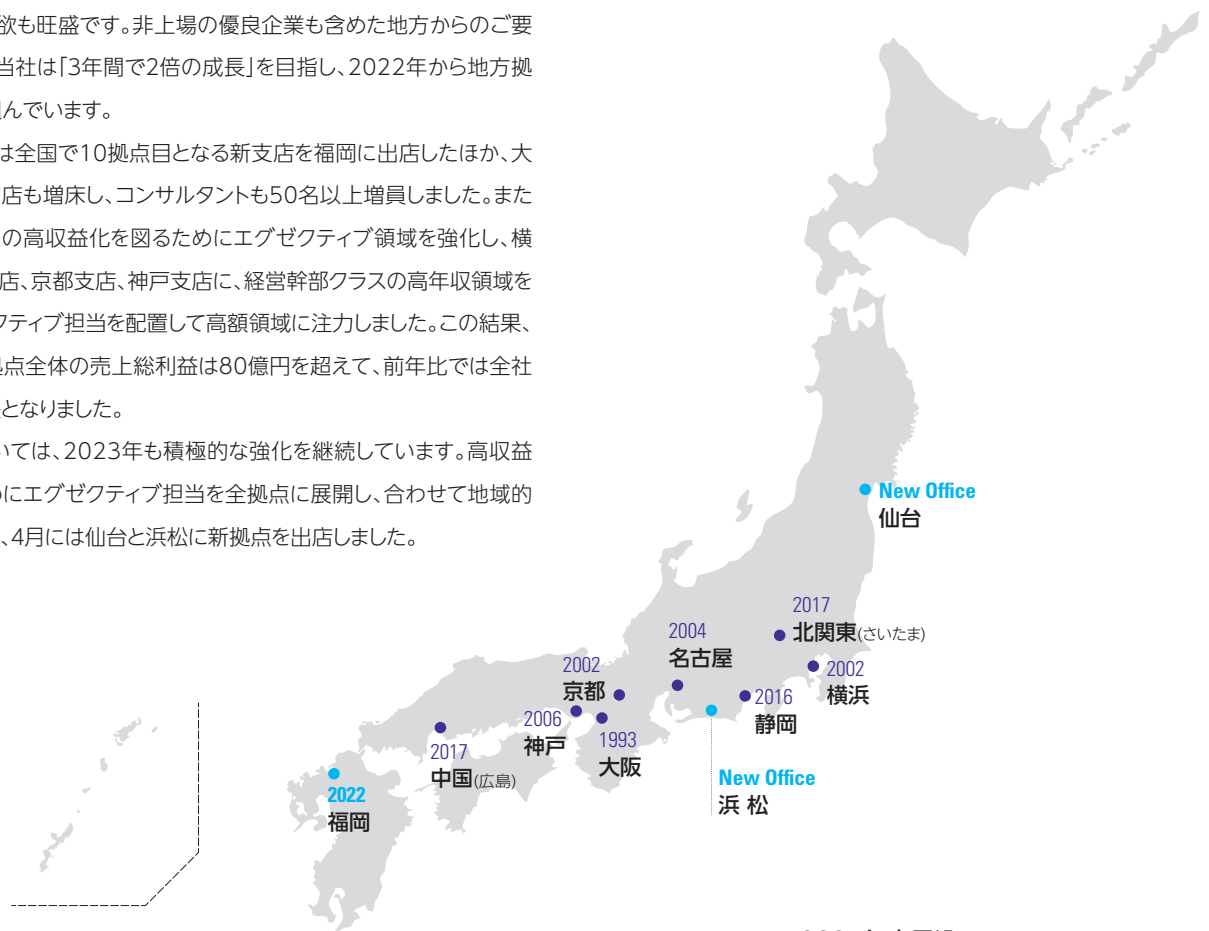 欲も旺盛です。非上場の優良企業も含めた地方からのご要
当社は「3年間で2倍の成長」を目指し、2022年から地方拠
んでいます。
は全国で10拠点目となる新支店を福岡に出店したほか、大
店も増床し、コンサルタントも50名以上増員しました。また
の高収益化を図るためにエグゼクティブ領域を強化し、横
店、京都支店、神戸支店に、経営幹部クラスの高年収領域を
クティブ担当を配置して高額領域に注力しました。この結果、
点全体の売上総利益は80億円を超えて、前年比では全社
となりました。
いては、2023年も積極的な強化を継続しています。高収益
めにエグゼクティブ担当を全拠点に展開し、合わせて地域的
、4月には仙台と浜松に新拠点を出店しました。
New Office
仙台
2017
北関東(さいたま)
2004
名古屋
2002
横浜
2002
京都
2016
静岡
2006
神戸
1993
大阪
2017
中国(広島)
New Office
浜 松
2022
福岡